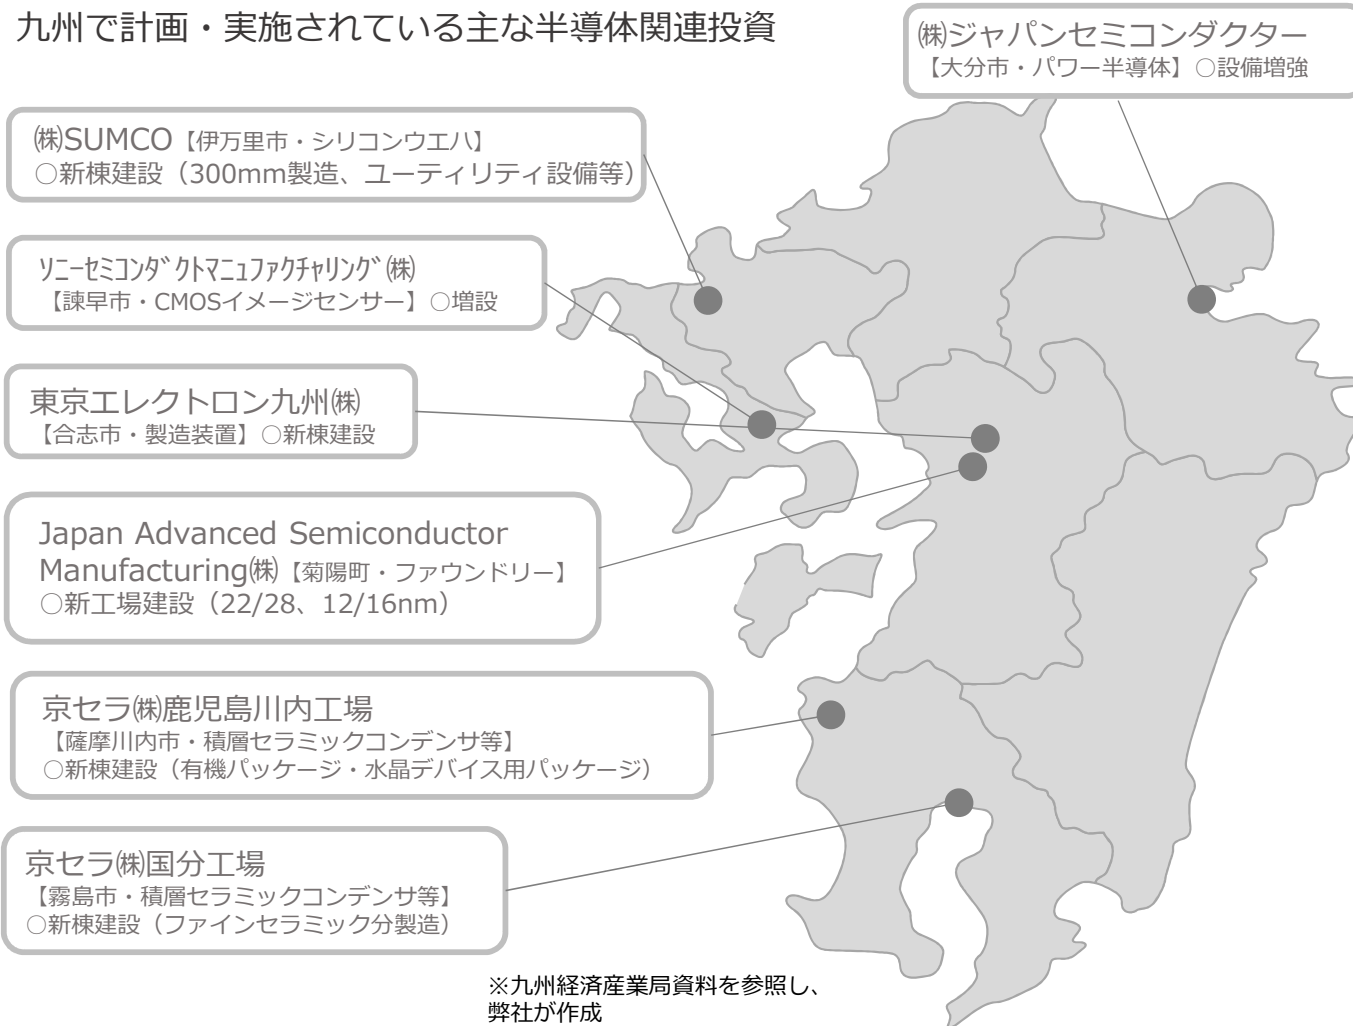 九州で計画・実施されている主な半導体関連投資
㈱ジャパンセミコンダクター
【大分市・パワー半導体】○設備増強
㈱SUMCO【伊万里市・シリコンウエハ】
○新棟建設（300mm製造、ユーティリティ設備等）
ｿﾆｰｾﾐｺﾝﾀﾞｸﾄﾏﾆｭﾌｧｸﾁｬﾘﾝｸﾞ㈱
【諫早市・CMOSイメージセンサー】○増設
東京エレクトロン九州㈱
【合志市・製造装置】○新棟建設
Japan Advanced Semiconductor
Manufacturing㈱【菊陽町・ファウンドリー】
○新工場建設（22/28、12/16nm）
京セラ㈱鹿児島川内工場
【薩摩川内市・積層セラミックコンデンサ等】
○新棟建設（有機パッケージ・水晶デバイス用パッケージ）
京セラ㈱国分工場
【霧島市・積層セラミックコンデンサ等】
○新棟建設（ファインセラミック分製造）
※九州経済産業局資料を参照し、
弊社が作成